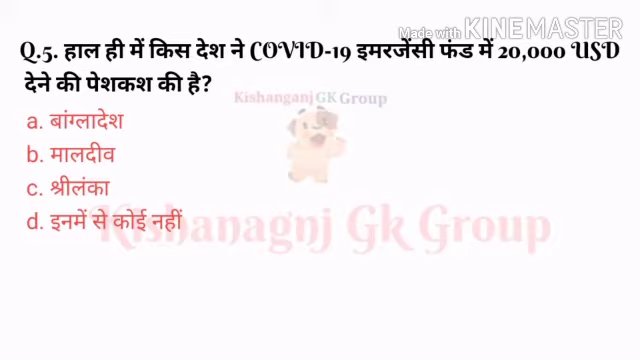 Made with KINEMASTER
Q.5. हाल ही में किस देश ने COVID-19 इमरजेंसी फंड में 20,000 USD
देने की पेशकश की है?
Kishanganj GK Group
a. बांग्लादेश
b. मालदीव
c. श्रीलंका
d. इनमें से कोई नहीं
Kishanagnj Gk Group